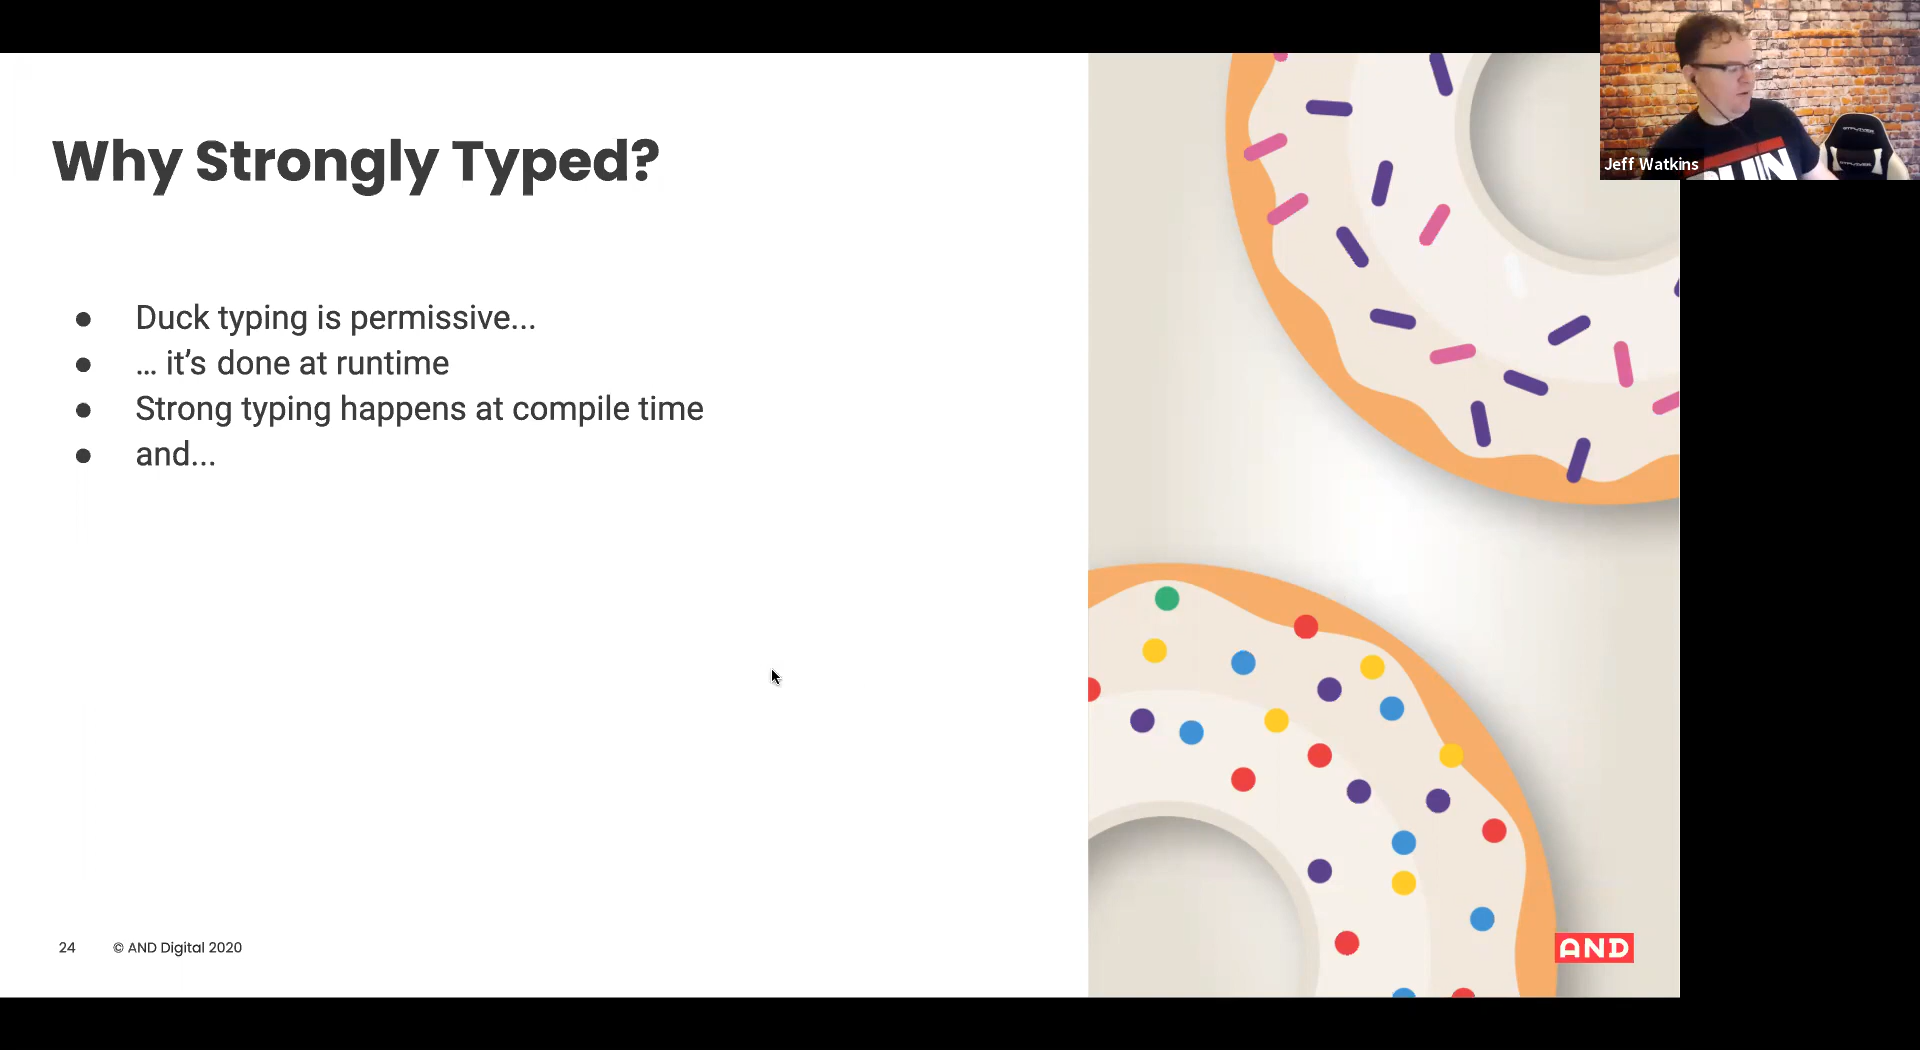 Why Strongly Typed?
● Duck typing is permissive...
● ... it's done at runtime
● Strong typing happens at compile time
● and...
24 © AND Digital 2020
AND
Jeff Watkins